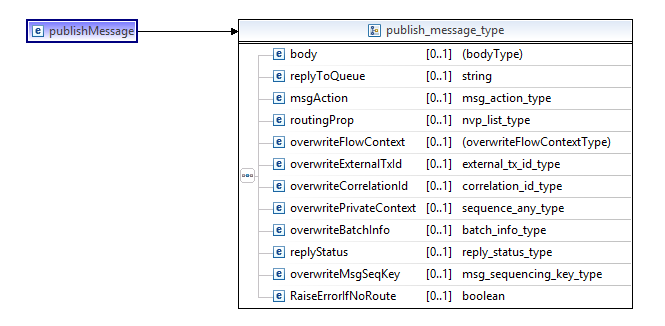 e publishMessage
publish_message_type
e body [0..1] (bodyType)
e replyToQueue [0..1] string
e msgAction [0..1] msg_action_type
e routingProp [0..1] nvp_list_type
e overwriteFlowContext [0..1] (overwriteFlowContextType)
e overwriteExternalTxId [0..1] external_tx_id_type
e overwriteCorrelationId [0..1] correlation_id_type
e overwritePrivateContext [0..1] sequence_any_type
e overwriteBatchInfo [0..1] batch_info_type
e replyStatus [0..1] reply_status_type
e overwriteMsgSeqKey [0..1] msg_sequencing_key_type
e RaiseErrorIfNoRoute [0..1] boolean